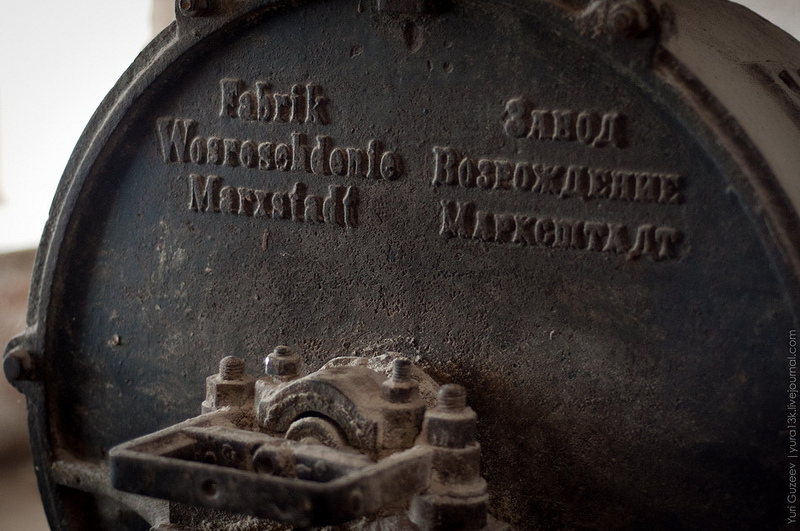 Fabrik
Wosroschdenie
Marxstadt
Завод
Возрождение
Марксштадт
Yuri Guzeev | yura13k.livejournal.com